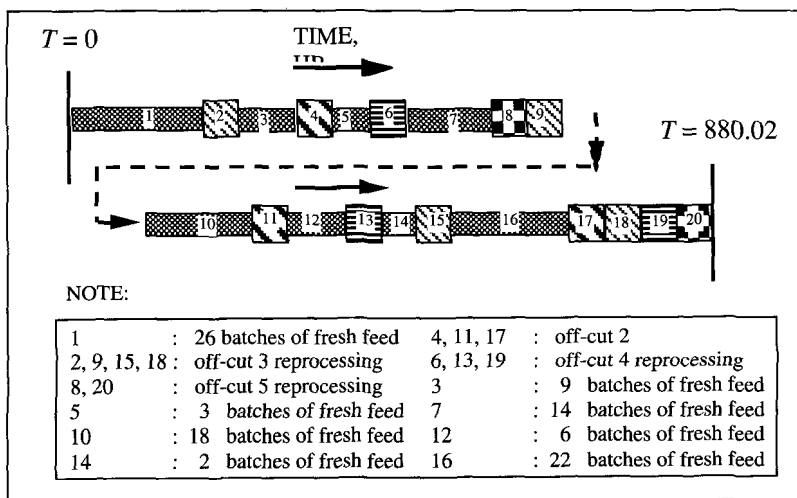 T = 0
TIME,
1
2
3
4
5
6
7
8
9
T = 880.02
10
11
12
13
14
15
16
17
18
19
20
NOTE:
1 : 26 batches of fresh feed 4, 11, 17 : off-cut 2
2, 9, 15, 18 : off-cut 3 reprocessing 6, 13, 19 : off-cut 4 reprocessing
8, 20 : off-cut 5 reprocessing 3 : 9 batches of fresh feed
5 : 3 batches of fresh feed 7 : 14 batches of fresh feed
10 : 18 batches of fresh feed 12 : 6 batches of fresh feed
14 : 2 batches of fresh feed 16 : 22 batches of fresh feed